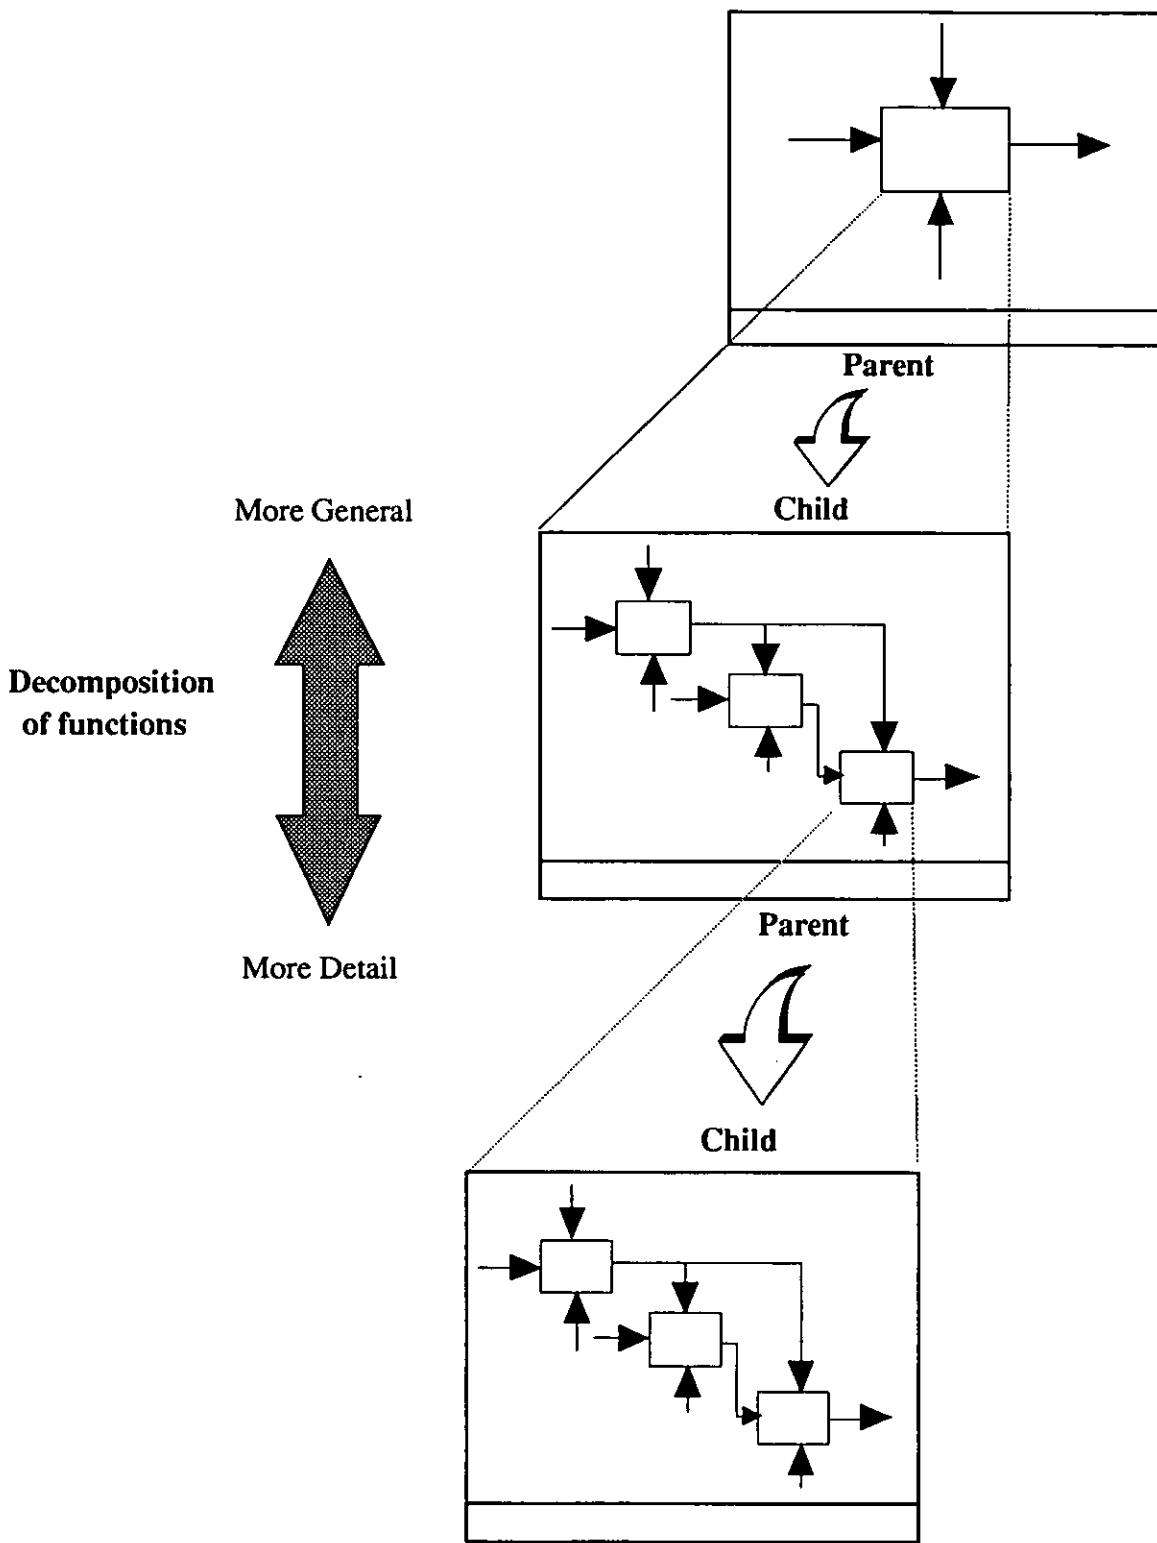 Parent
Child
More General
Decomposition
of functions
Parent
More Detail
Child